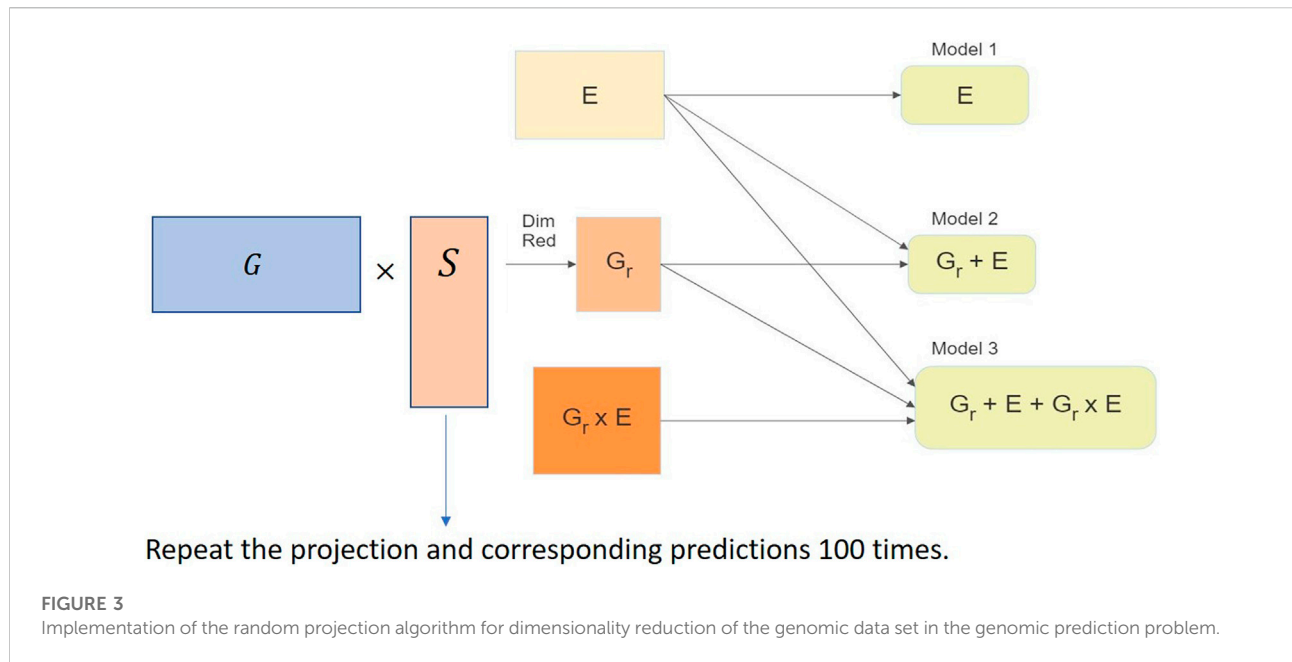 Model 1
E
E
Model 2
Dim
Red
G
×
S
Gr
Gr + E
Model 3
Gr x E
Gr + E + Gr x E
Repeat the projection and corresponding predictions 100 times.
FIGURE 3
Implementation of the random projection algorithm for dimensionality reduction of the genomic data set in the genomic prediction problem.